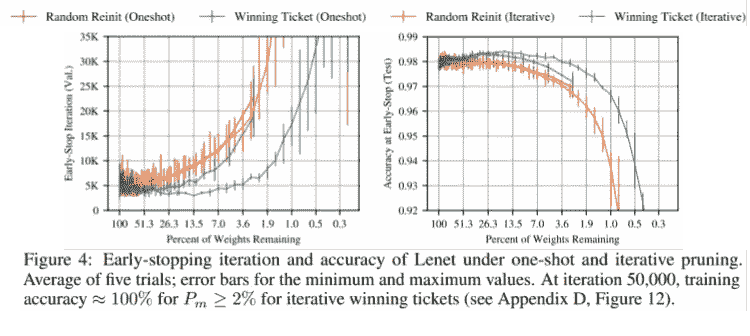 Random Reinit (Oneshot) Winning Ticket (Oneshot) Random Reinit (Iterative) Winning Ticket (Iterative)
Early-Stop Iteration (Val.)
35K
30K
25K
20K
15K
10K
5K
0
100 51.3 26.3 13.5 7.0 3.6 1.9 1.0 0.5 0.3
Percent of Weights Remaining
Accuracy at Early-Stop (Test)
0.99
0.98
0.97
0.96
0.95
0.94
0.93
0.92
100 51.3 26.3 13.5 7.0 3.6 1.9 1.0 0.5 0.3
Percent of Weights Remaining
Figure 4: Early-stopping iteration and accuracy of Lenet under one-shot and iterative pruning.
Average of five trials; error bars for the minimum and maximum values. At iteration 50,000, training
accuracy ≈ 100% for Pₘ ≥ 2% for iterative winning tickets (see Appendix D, Figure 12).